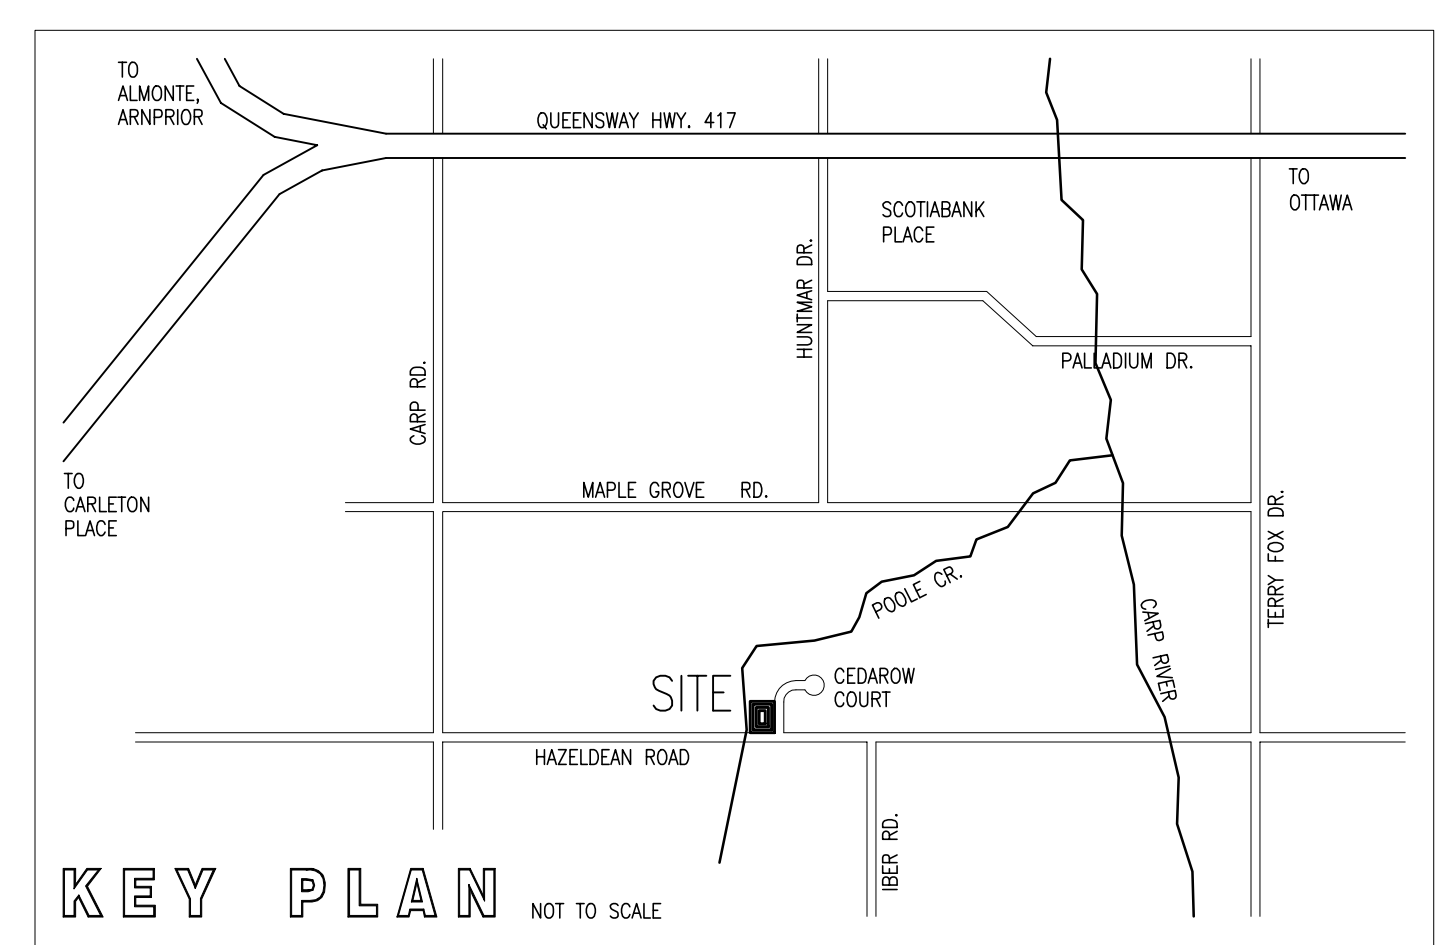 TO
ALMONTE,
ARNPRIOR
QUEENSWAY HWY. 417
TO
OTTAWA
SCOTIABANK
PLACE
HUNTMAR DR.
PALLADIUM DR.
CARP RD.
TO
CARLETON
PLACE
MAPLE GROVE RD.
TERRY FOX DR.
POOLE CR.
CARP RIVER
SITE
CEDAROW
COURT
HAZELDEAN ROAD
IBER RD.
KEY PLAN NOT TO SCALE